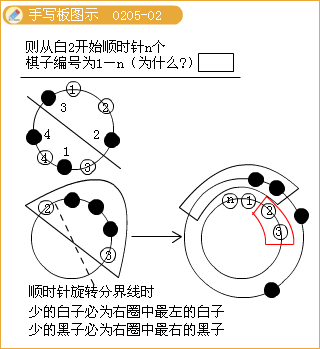 手写板图示 0205-02
则从白2开始顺时针n个
棋子编号为1—n（为什么?）
1
2
3
4
2
1
4
3
2
3
n 1 2
3
顺时针旋转分界线时
少的白子必为右圈中最左的白子
少的黑子必为右圈中最右的黑子